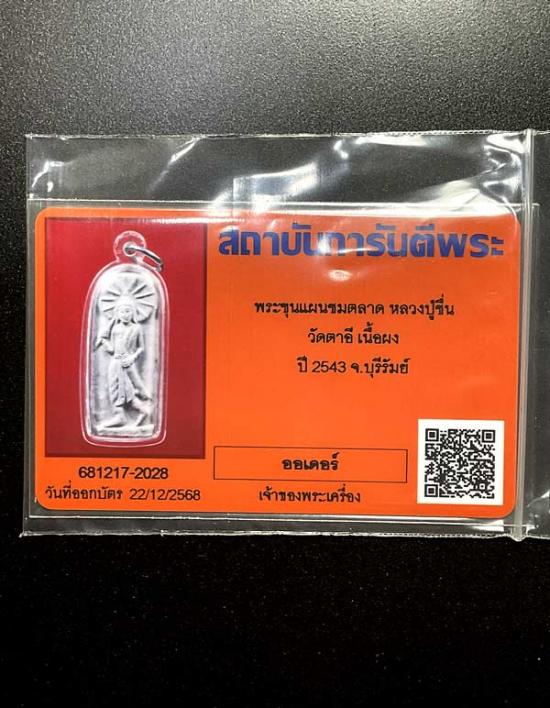 สถาบันการันตีพระ
พระขุนแผนชมตลาด หลวงปู่ชื่น
วัดตาอี เนื้อผง
ปี 2543 จ.บุรีรัมย์
ออเดอร์
681217-2028
วันที่ออกบัตร 22/12/2568
เจ้าของพระเครื่อง